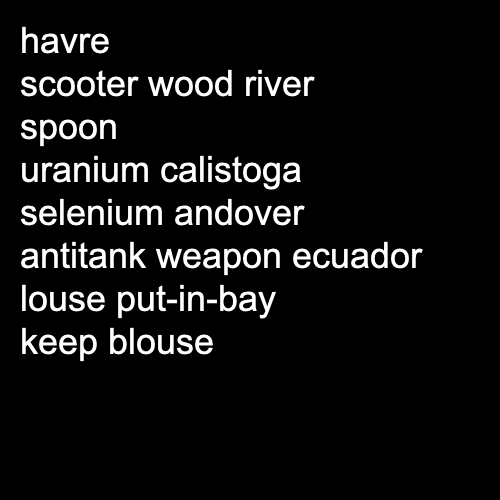 havre
scooter wood river
spoon
uranium calistoga
selenium andover
antitank weapon ecuador
louse put-in-bay
keep blouse